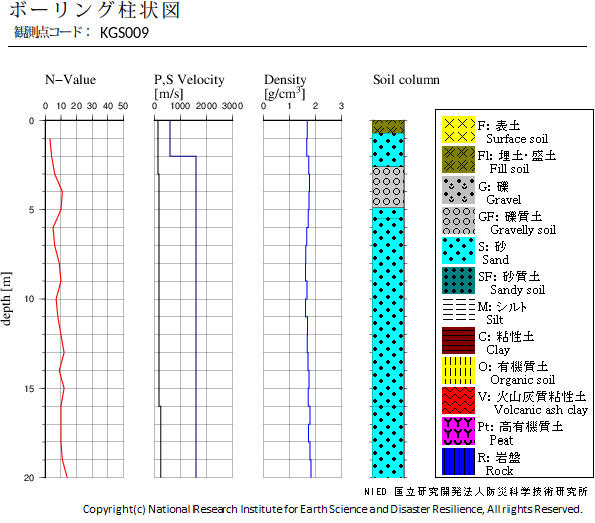 ボーリング柱状図
観測点コード： KGS009
N−Value
P,S Velocity
[m/s]
Density
[g/cm3]
Soil column
0 10 20 30 40 50
0 1000 2000 3000
0 1 2 3
0
5
10
15
20
depth [m]
F: 表土
Surface soil
Fl: 埋土・盛土
Fill soil
G: 礫
Gravel
GF: 礫質土
Gravelly soil
S: 砂
Sand
SF: 砂質土
Sandy soil
M: シルト
Silt
C: 粘性土
Clay
O: 有機質土
Organic soil
V: 火山灰質粘性土
Volcanic ash clay
Pt: 高有機質土
Peat
R: 岩盤
Rock
NIED 国立研究開発法人防災科学技術研究所
Copyright(c) National Research Institute for Earth Science and Disaster Resilience, All rights Reserved.